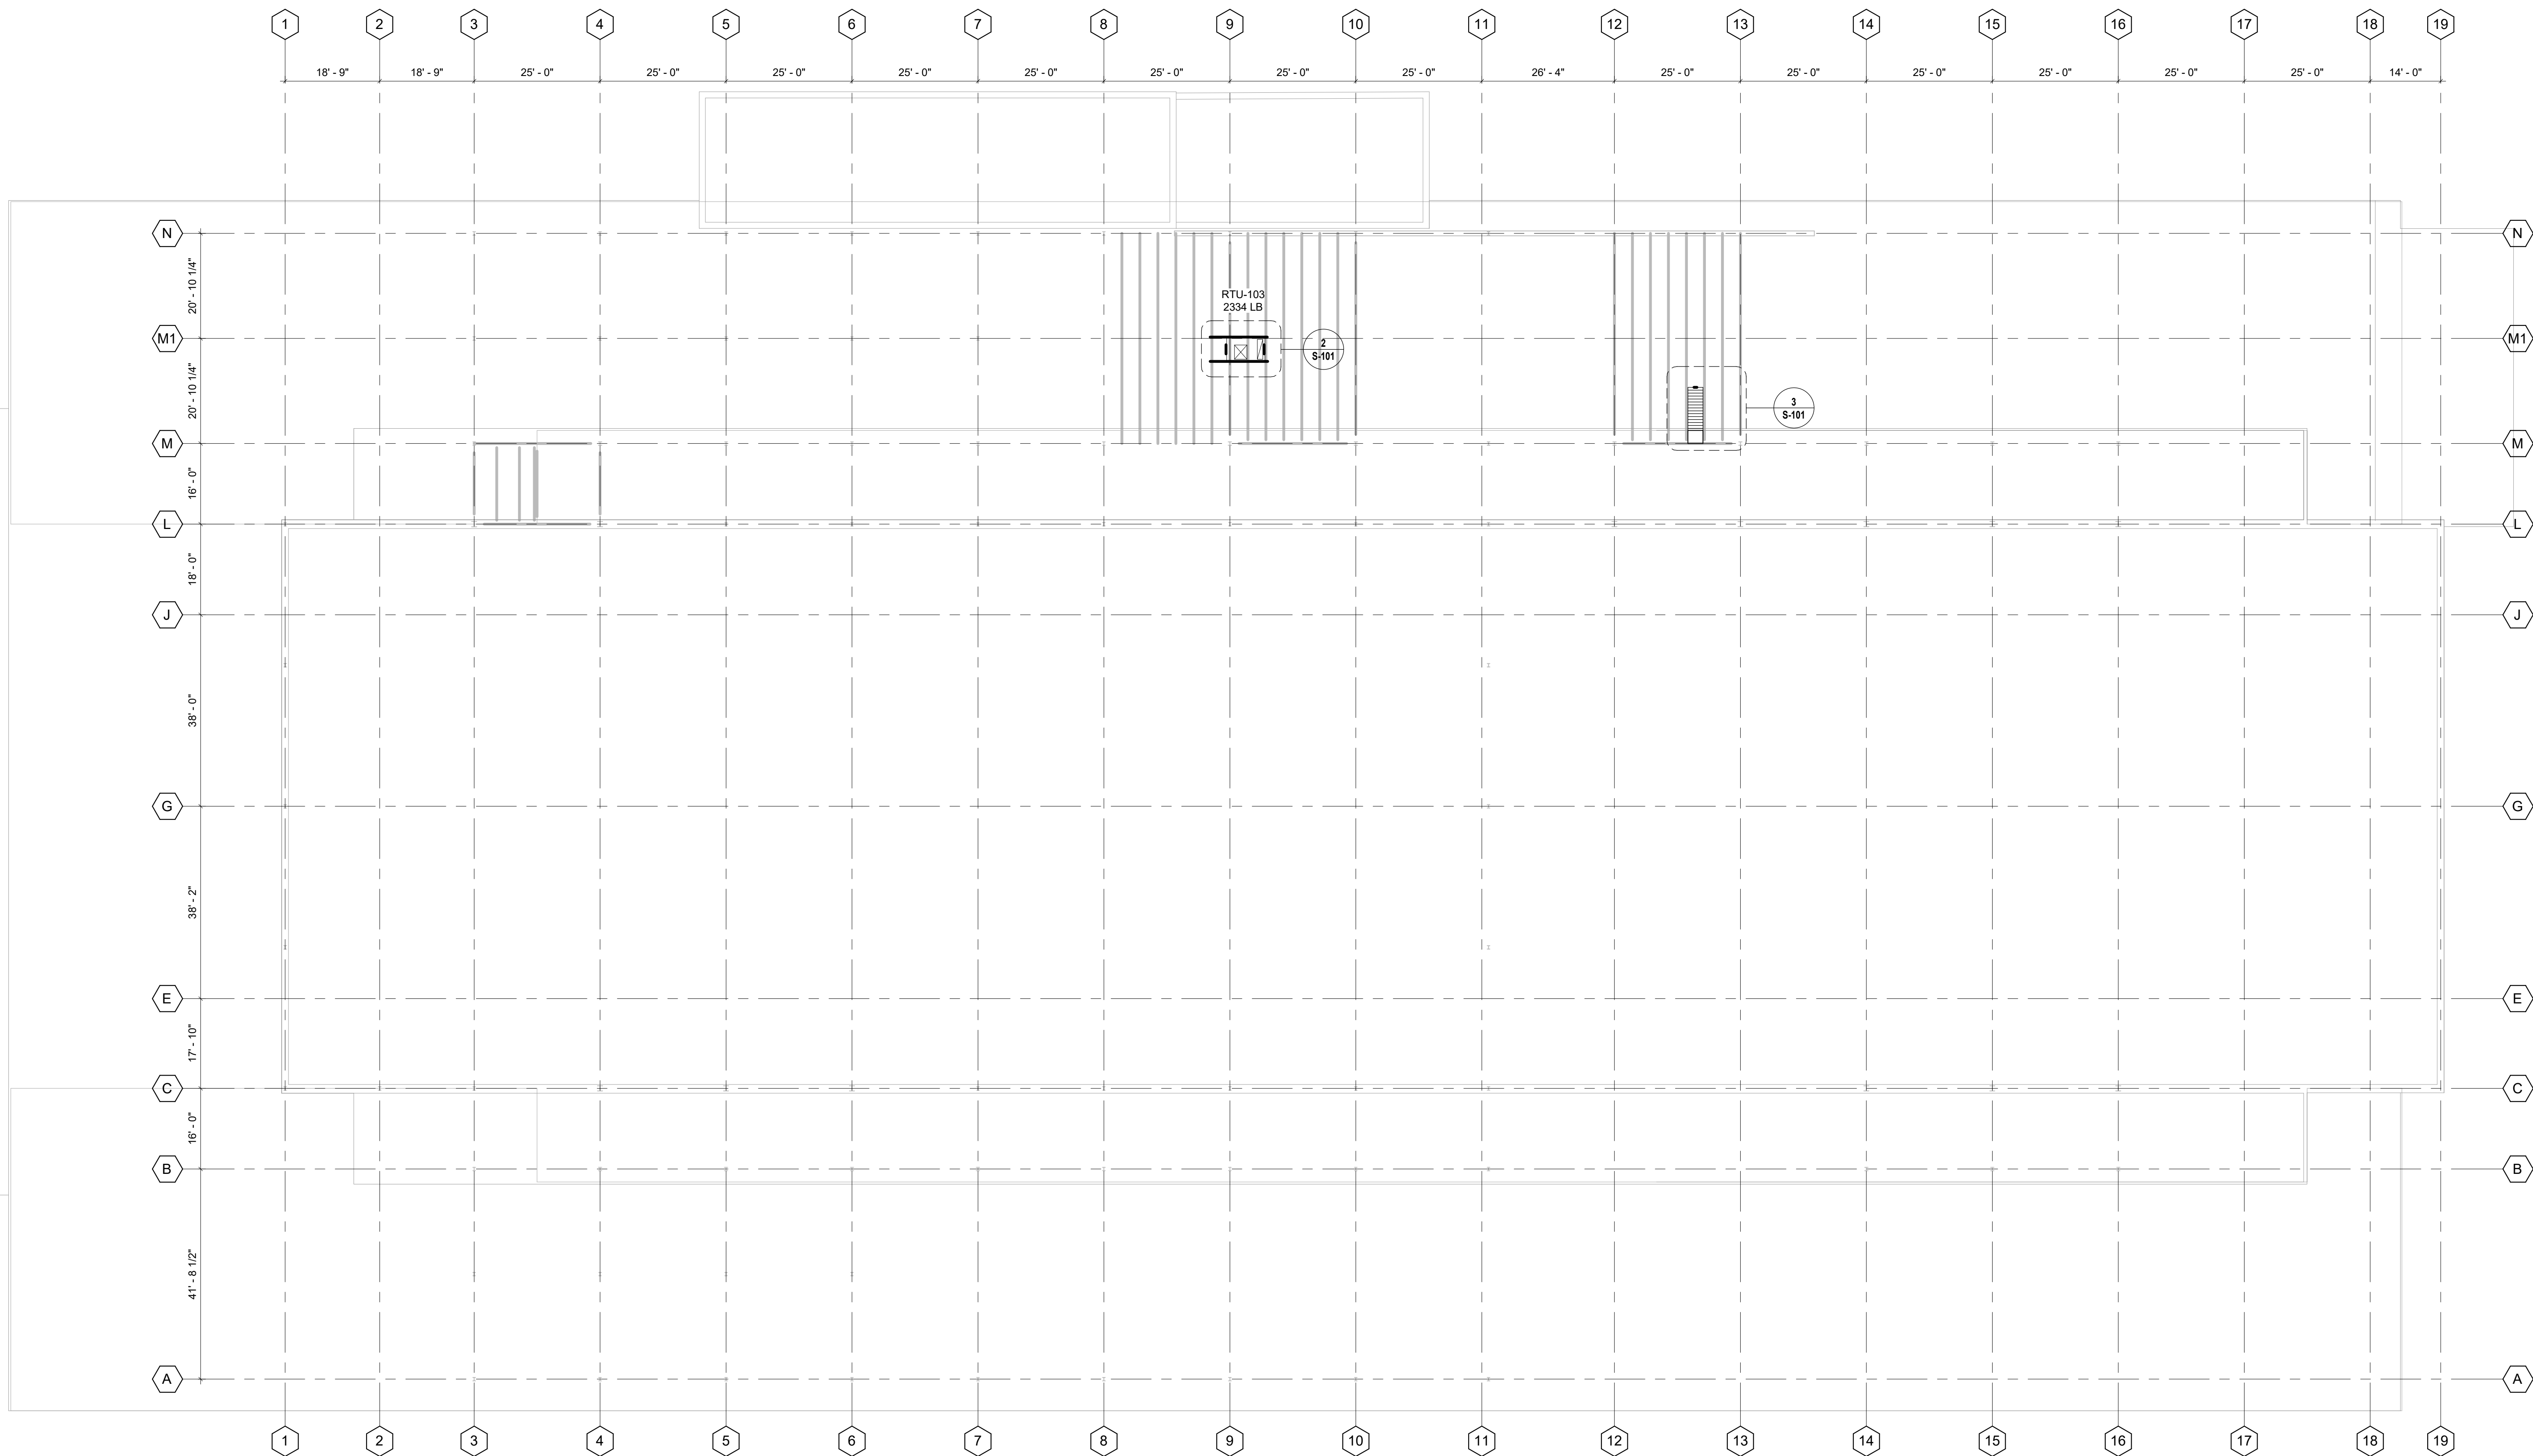 1 2 3 4 5 6 7 8 9 10 11 12 13 14 15 16 17 18 19
18' - 9" 18' - 9" 25' - 0" 25' - 0" 25' - 0" 25' - 0" 25' - 0" 25' - 0" 25' - 0" 25' - 0" 26' - 4" 25' - 0" 25' - 0" 25' - 0" 25' - 0" 25' - 0" 25' - 0" 14' - 0"
N N
20' - 10 1/4"
RTU-103
2334 LB
M1 M1
2
S-101
20' - 10 1/4"
3
S-101
M M
16' - 0"
L L
18' - 0"
J J
38' - 0"
G G
38' - 2"
E E
17' - 10"
C C
16' - 0"
B B
41' - 8 1/2"
A A
1 2 3 4 5 6 7 8 9 10 11 12 13 14 15 16 17 18 19